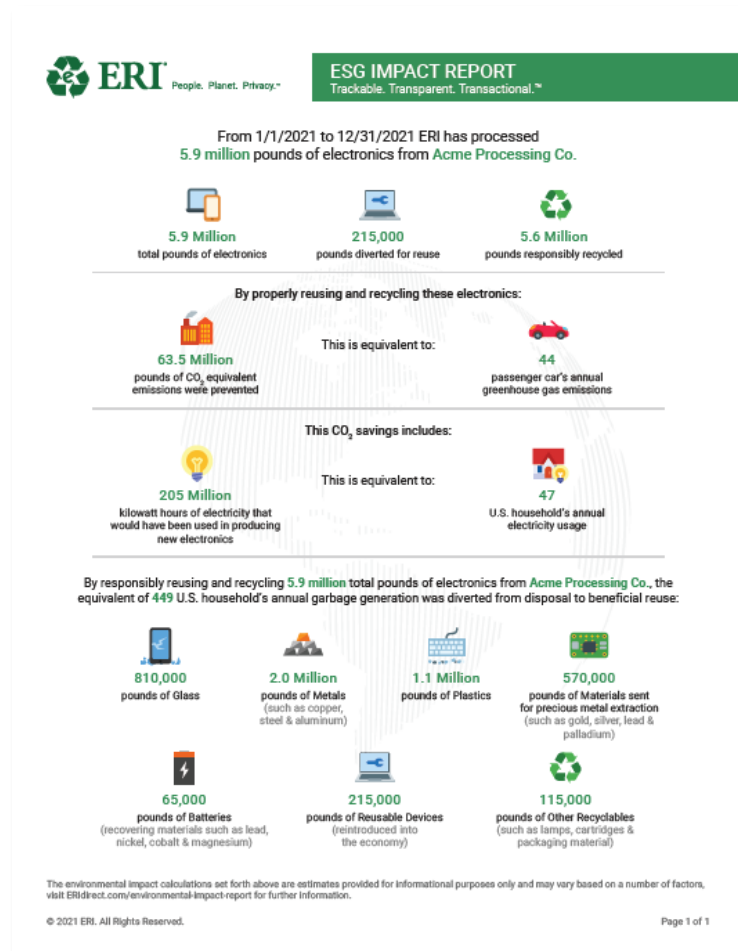 ERI People. Planet. Privacy.™
ESG IMPACT REPORT
Trackable. Transparent. Transactional.™
From 1/1/2021 to 12/31/2021 ERI has processed
5.9 million pounds of electronics from Acme Processing Co.
5.9 Million
total pounds of electronics
215,000
pounds diverted for reuse
5.6 Million
pounds responsibly recycled
By properly reusing and recycling these electronics:
63.5 Million
pounds of CO₂ equivalent
emissions were prevented
This is equivalent to:
44
passenger car's annual
greenhouse gas emissions
This CO₂ savings includes:
205 Million
kilowatt hours of electricity that
would have been used in producing
new electronics
This is equivalent to:
47
U.S. household's annual
electricity usage
By responsibly reusing and recycling 5.9 million total pounds of electronics from Acme Processing Co., the
equivalent of 449 U.S. household's annual garbage generation was diverted from disposal to beneficial reuse:
810,000
pounds of Glass
2.0 Million
pounds of Metals
(such as copper,
steel & aluminum)
1.1 Million
pounds of Plastics
570,000
pounds of Materials sent
for precious metal extraction
(such as gold, silver, lead &
palladium)
65,000
pounds of Batteries
(recovering materials such as lead,
nickel, cobalt & magnesium)
215,000
pounds of Reusable Devices
(reintroduced into
the economy)
115,000
pounds of Other Recyclables
(such as lamps, cartridges &
packaging material)
The environmental impact calculations set forth above are estimates provided for informational purposes only and may vary based on a number of factors,
visit ERIdirect.com/environmental-impact-report for further information.
© 2021 ERI. All Rights Reserved.
Page 1 of 1